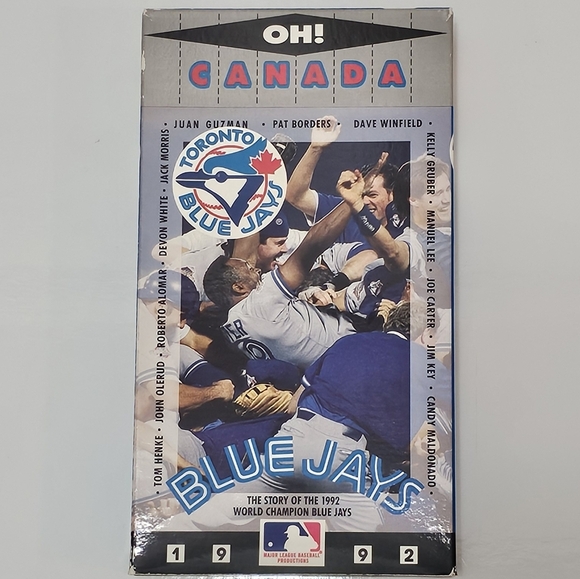 OH!
CANADA
JUAN GUZMAN • PAT BORDERS • DAVE WINFIELD •
KELLY GRUBER • MANUEL LEE • JOE CARTER • JIM KEY • CANDY MALDONADO •
• TOM HENKE • JOHN OLERUD • ROBERTO ALOMAR • DEVON WHITE • JACK MORRIS •
TORONTO
BLUE JAYS
BLUE JAYS
THE STORY OF THE 1992
WORLD CHAMPION BLUE JAYS
MAJOR LEAGUE BASEBALL
PRODUCTIONS
1 9 9 2